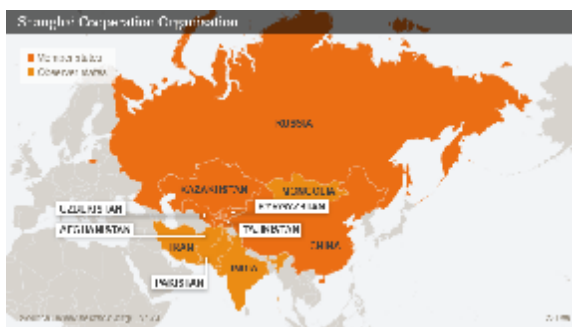 Shanghai Cooperation Organisation
Member states
Observer states
RUSSIA
KAZAKHSTAN
MONGOLIA
UZBEKISTAN
KYRGYZSTAN
AFGHANISTAN
TAJIKISTAN
IRAN
CHINA
INDIA
PAKISTAN